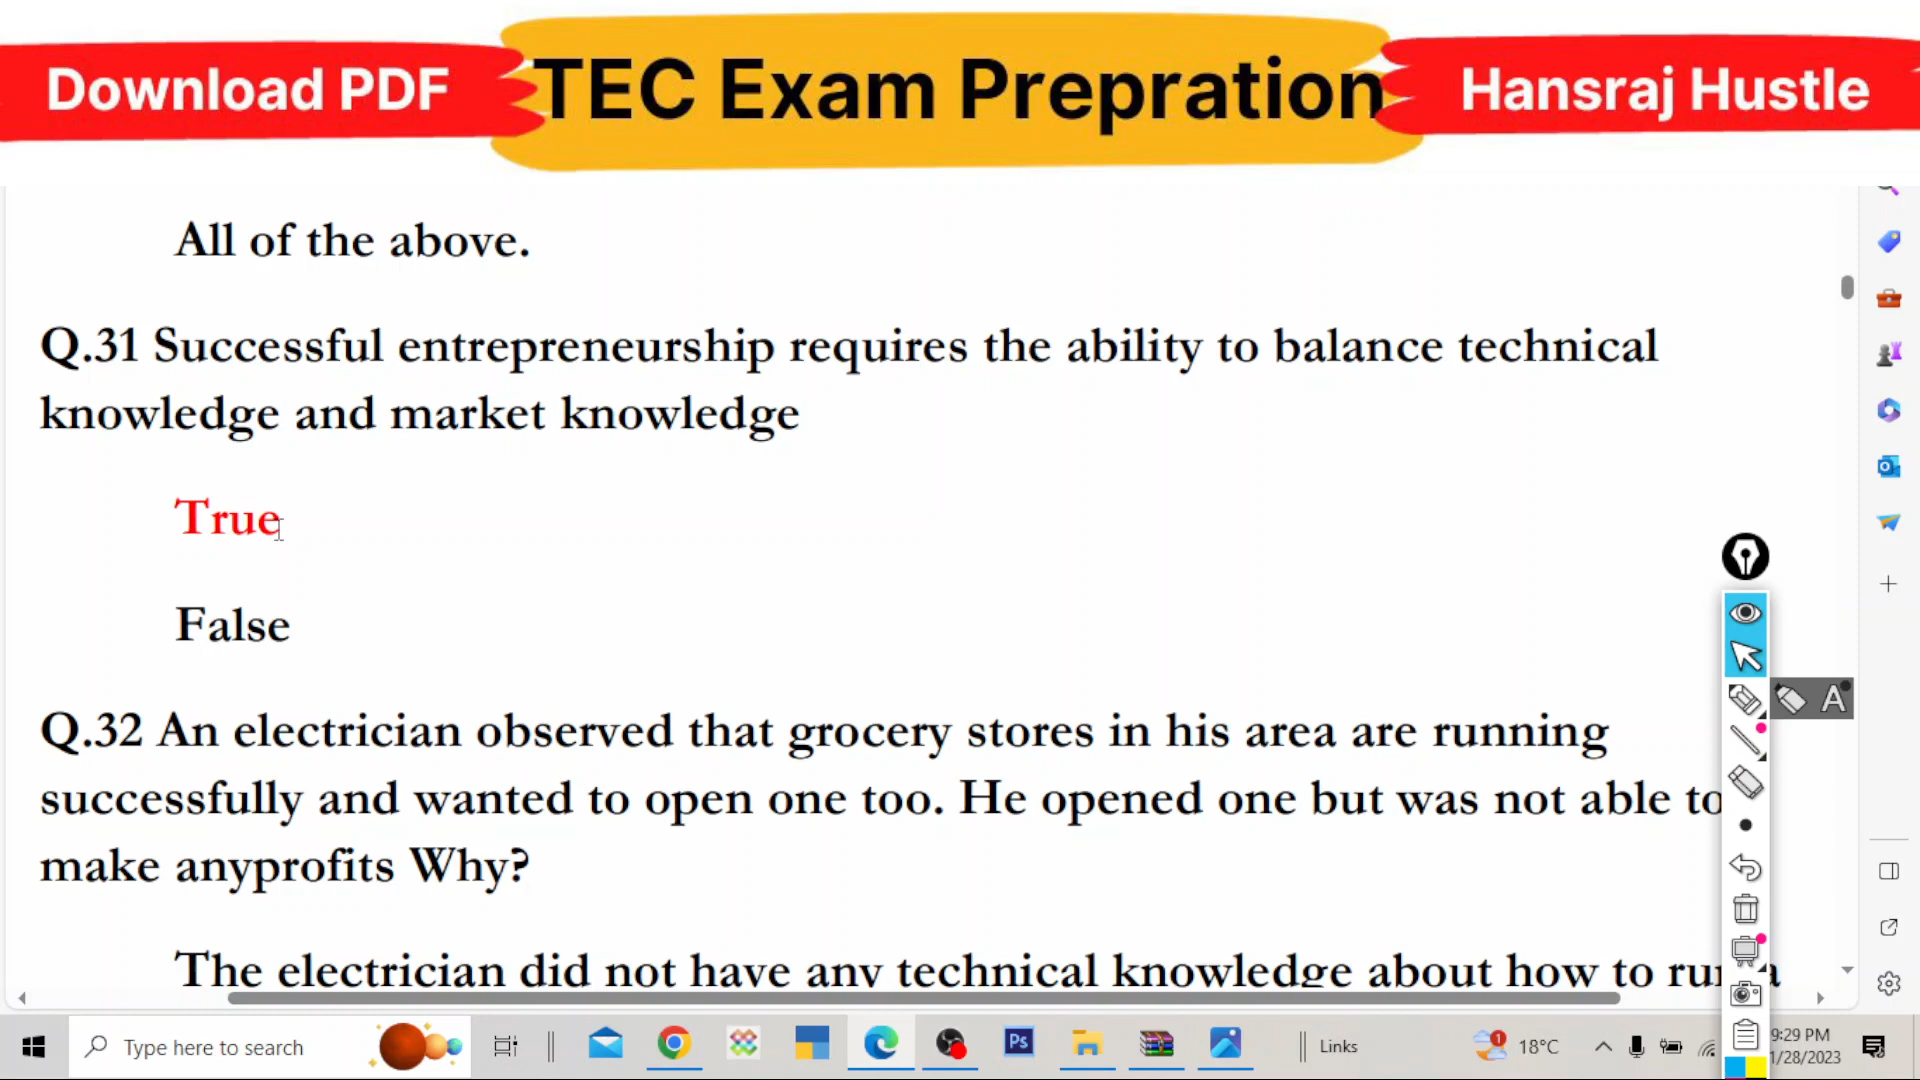 Download PDF
TEC Exam Prepration
Hansraj Hustle
All of the above.
Q.31 Successful entrepreneurship requires the ability to balance technical
knowledge and market knowledge
True
False
Q.32 An electrician observed that grocery stores in his area are running
successfully and wanted to open one too. He opened one but was not able to
make anyprofits Why?
The electrician did not have any technical knowledge about how to run a
A
Type here to search
Ps
Links
1
18°C
9:29 PM
1/28/2023